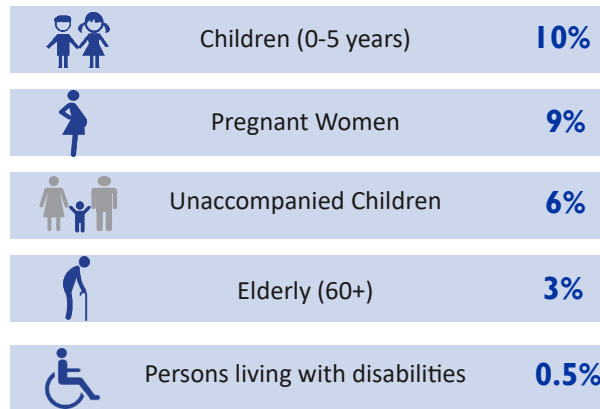 Children (0-5 years) 10%
Pregnant Women 9%
Unaccompanied Children 6%
Elderly (60+) 3%
Persons living with disabilities 0.5%